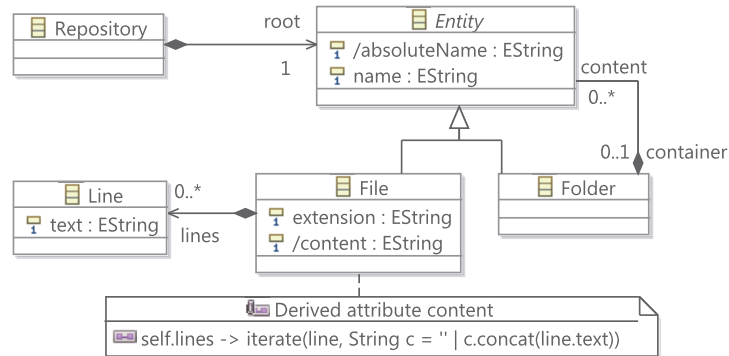 Repository
root
1
Entity
/absoluteName : EString
name : EString
content
0..*
0..1 container
Line
text : EString
0..*
lines
File
extension : EString
/content : EString
Folder
Derived attribute content
self.lines -> iterate(line, String c = '' | c.concat(line.text))